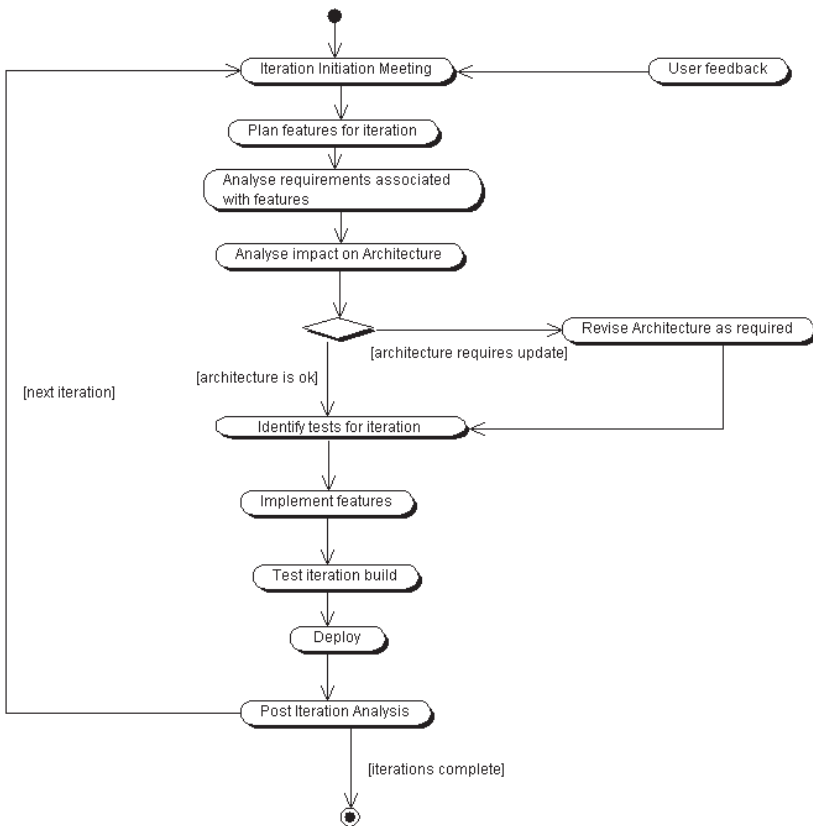 Iteration Initiation Meeting
User feedback
Plan features for iteration
Analyse requirements associated
with features
Analyse impact on Architecture
Revise Architecture as required
[architecture requires update]
[architecture is ok]
[next iteration]
Identify tests for iteration
Implement features
Test iteration build
Deploy
Post Iteration Analysis
[iterations complete]